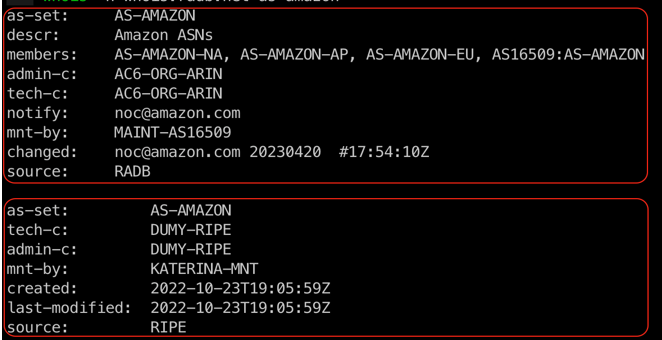 as-set: AS-AMAZON
descr: Amazon ASNs
members: AS-AMAZON-NA, AS-AMAZON-AP, AS-AMAZON-EU, AS16509:AS-AMAZON
admin-c: AC6-ORG-ARIN
tech-c: AC6-ORG-ARIN
notify: noc@amazon.com
mnt-by: MAINT-AS16509
changed: noc@amazon.com 20230420 #17:54:10Z
source: RADB
as-set: AS-AMAZON
tech-c: DUMY-RIPE
admin-c: DUMY-RIPE
mnt-by: KATERINA-MNT
created: 2022-10-23T19:05:59Z
last-modified: 2022-10-23T19:05:59Z
source: RIPE